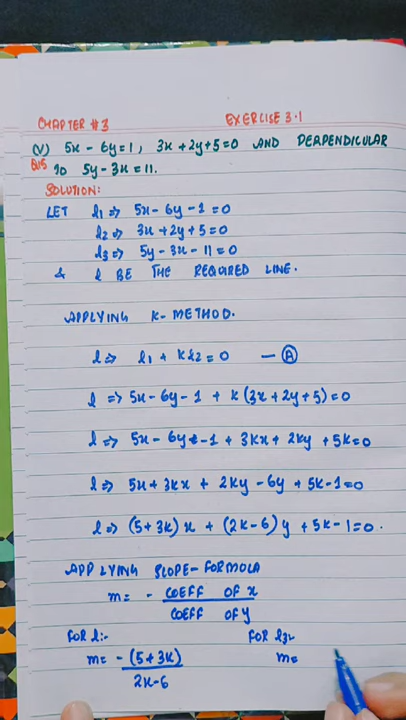 CHAPTER #3 EXERCISE 3.1
(V) 5x - 6y=1, 3x+2y+5=0 AND PERPENDICULAR
Q15 TO 5y-3x=11.
SOLUTION:
LET l1⇒ 5x-6y-1=0
l2⇒ 3x+2y+5=0
l3⇒ 5y-3x-11=0
& l BE THE REQUIRED LINE.
APPLYING K-METHOD.
l⇒ l1 + kl2=0 — (A)
l ⇒ 5x-6y-1 + k(3x+2y+5)=0
l⇒ 5x-6y-1 + 3kx + 2ky + 5k=0
l⇒ 5x+3kx + 2ky-6y + 5k-1=0
l⇒ (5+3k)x + (2k-6)y + 5k-1=0.
APPLYING SLOPE-FORMOLA
m= - COEFF OF x
COEFF OF y
FOR l:- FOR l3:-
m= -(5+3k) m=
2k-6